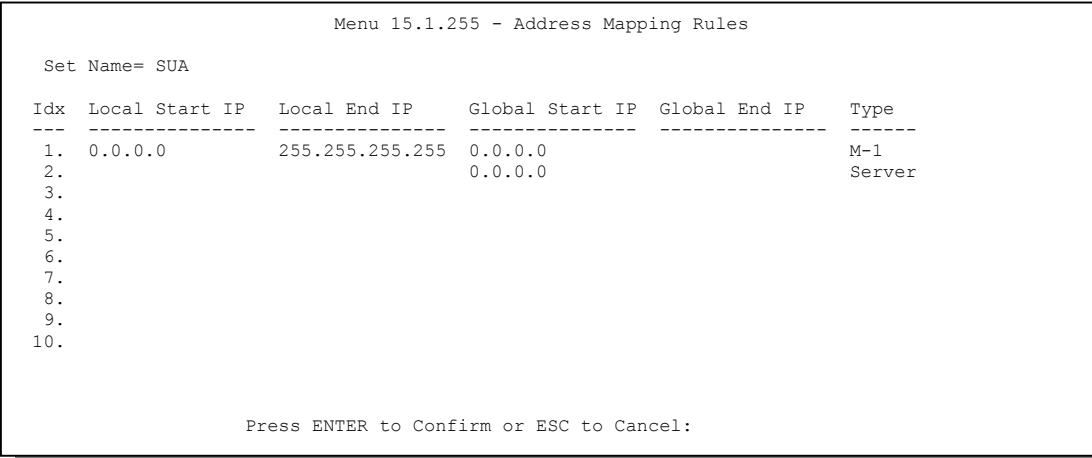 Menu 15.1.255 - Address Mapping Rules
Set Name= SUA
Idx  Local Start IP   Local End IP     Global Start IP  Global End IP    Type
---  ---------------  ---------------  ---------------  ---------------  ------
1.  0.0.0.0          255.255.255.255  0.0.0.0                           M-1
2.                                    0.0.0.0                           Server
3.
4.
5.
6.
7.
8.
9.
10.
Press ENTER to Confirm or ESC to Cancel: